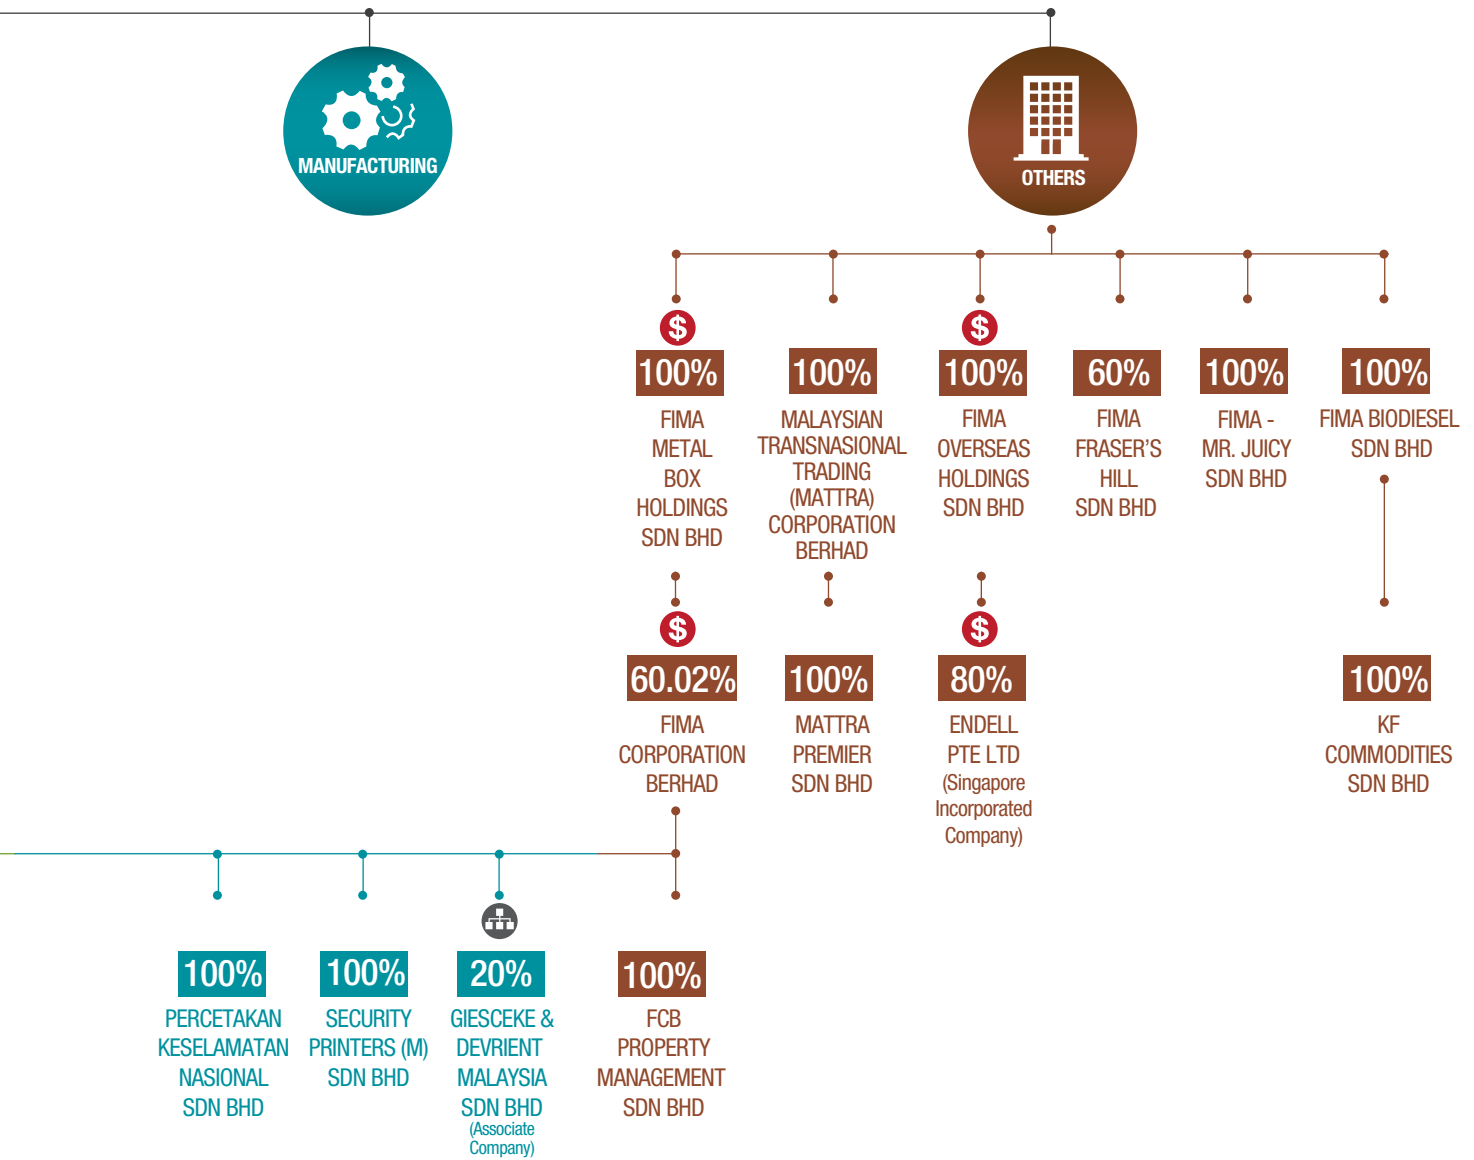 MANUFACTURING
OTHERS
$
100%
FIMA
METAL
BOX
HOLDINGS
SDN BHD
100%
MALAYSIAN
TRANSNASIONAL
TRADING
(MATTRA)
CORPORATION
BERHAD
$
100%
FIMA
OVERSEAS
HOLDINGS
SDN BHD
60%
FIMA
FRASER'S
HILL
SDN BHD
100%
FIMA -
MR. JUICY
SDN BHD
100%
FIMA BIODIESEL
SDN BHD
$
60.02%
FIMA
CORPORATION
BERHAD
100%
MATTRA
PREMIER
SDN BHD
$
80%
ENDELL
PTE LTD
(Singapore
Incorporated
Company)
100%
KF
COMMODITIES
SDN BHD
100%
PERCETAKAN
KESELAMATAN
NASIONAL
SDN BHD
100%
SECURITY
PRINTERS (M)
SDN BHD
20%
GIESCEKE &
DEVRIENT
MALAYSIA
SDN BHD
(Associate
Company)
100%
FCB
PROPERTY
MANAGEMENT
SDN BHD